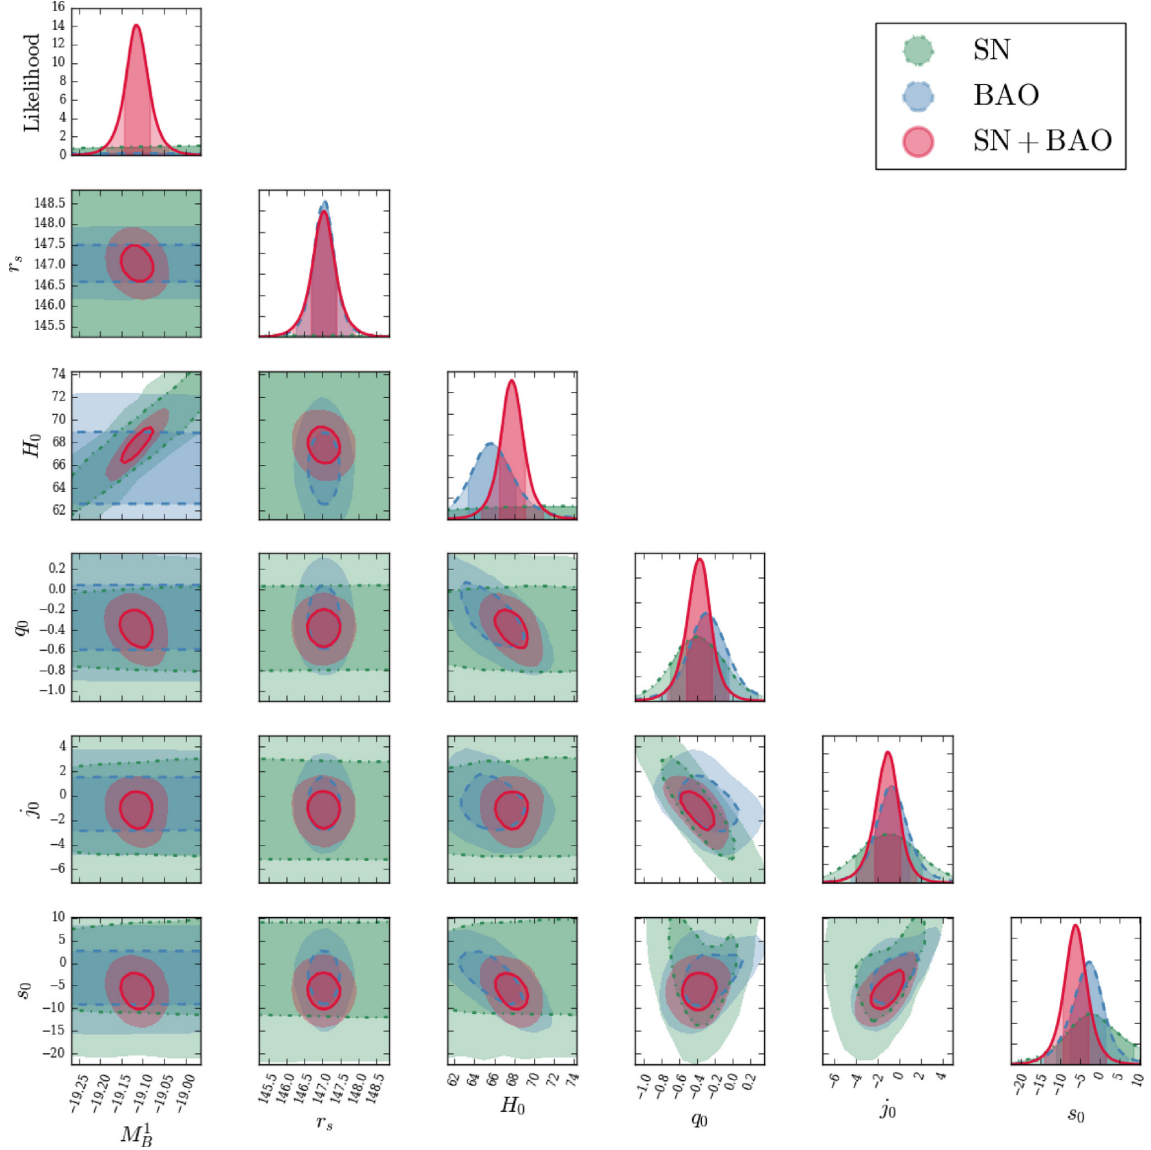 16
14
12
10
8
6
4
2
0
Likelihood
SN
BAO
SN + BAO
148.5
148.0
147.5
147.0
146.5
146.0
145.5
r_s
74
72
70
68
66
64
62
H_0
0.2
0.0
−0.2
−0.4
−0.6
−0.8
−1.0
q_0
4
2
0
−2
−4
−6
j_0
10
5
0
−5
−10
−15
−20
s_0
−19.25 −19.20 −19.15 −19.10 −19.05 −19.00
M_B^1
145.5 146.0 146.5 147.0 147.5 148.0 148.5
r_s
62 64 66 68 70 72 74
H_0
−1.0 −0.8 −0.6 −0.4 −0.2 0.0 0.2
q_0
−6 −4 −2 0 2 4
j_0
−20 −15 −10 −5 0 5 10
s_0